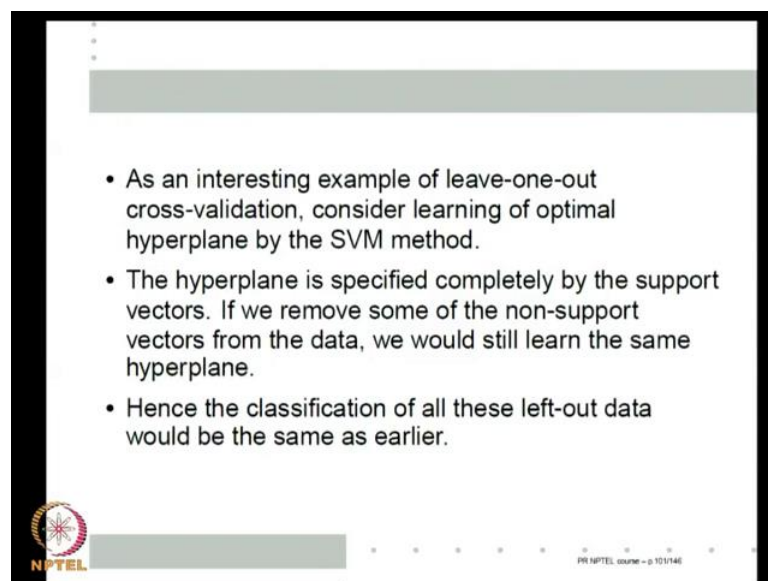 • As an interesting example of leave-one-out
cross-validation, consider learning of optimal
hyperplane by the SVM method.
• The hyperplane is specified completely by the support
vectors. If we remove some of the non-support
vectors from the data, we would still learn the same
hyperplane.
• Hence the classification of all these left-out data
would be the same as earlier.
NPTEL
PR NPTEL course – p 101/146